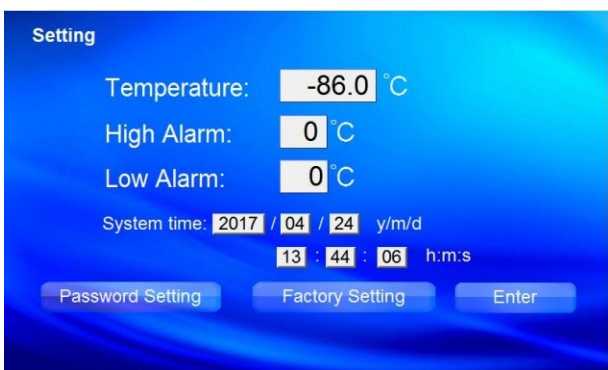 Setting
Temperature: -86.0 °C
High Alarm: 0 °C
Low Alarm: 0 °C
System time: 2017 / 04 / 24 y/m/d
13 : 44 : 06 h:m:s
Password Setting Factory Setting Enter